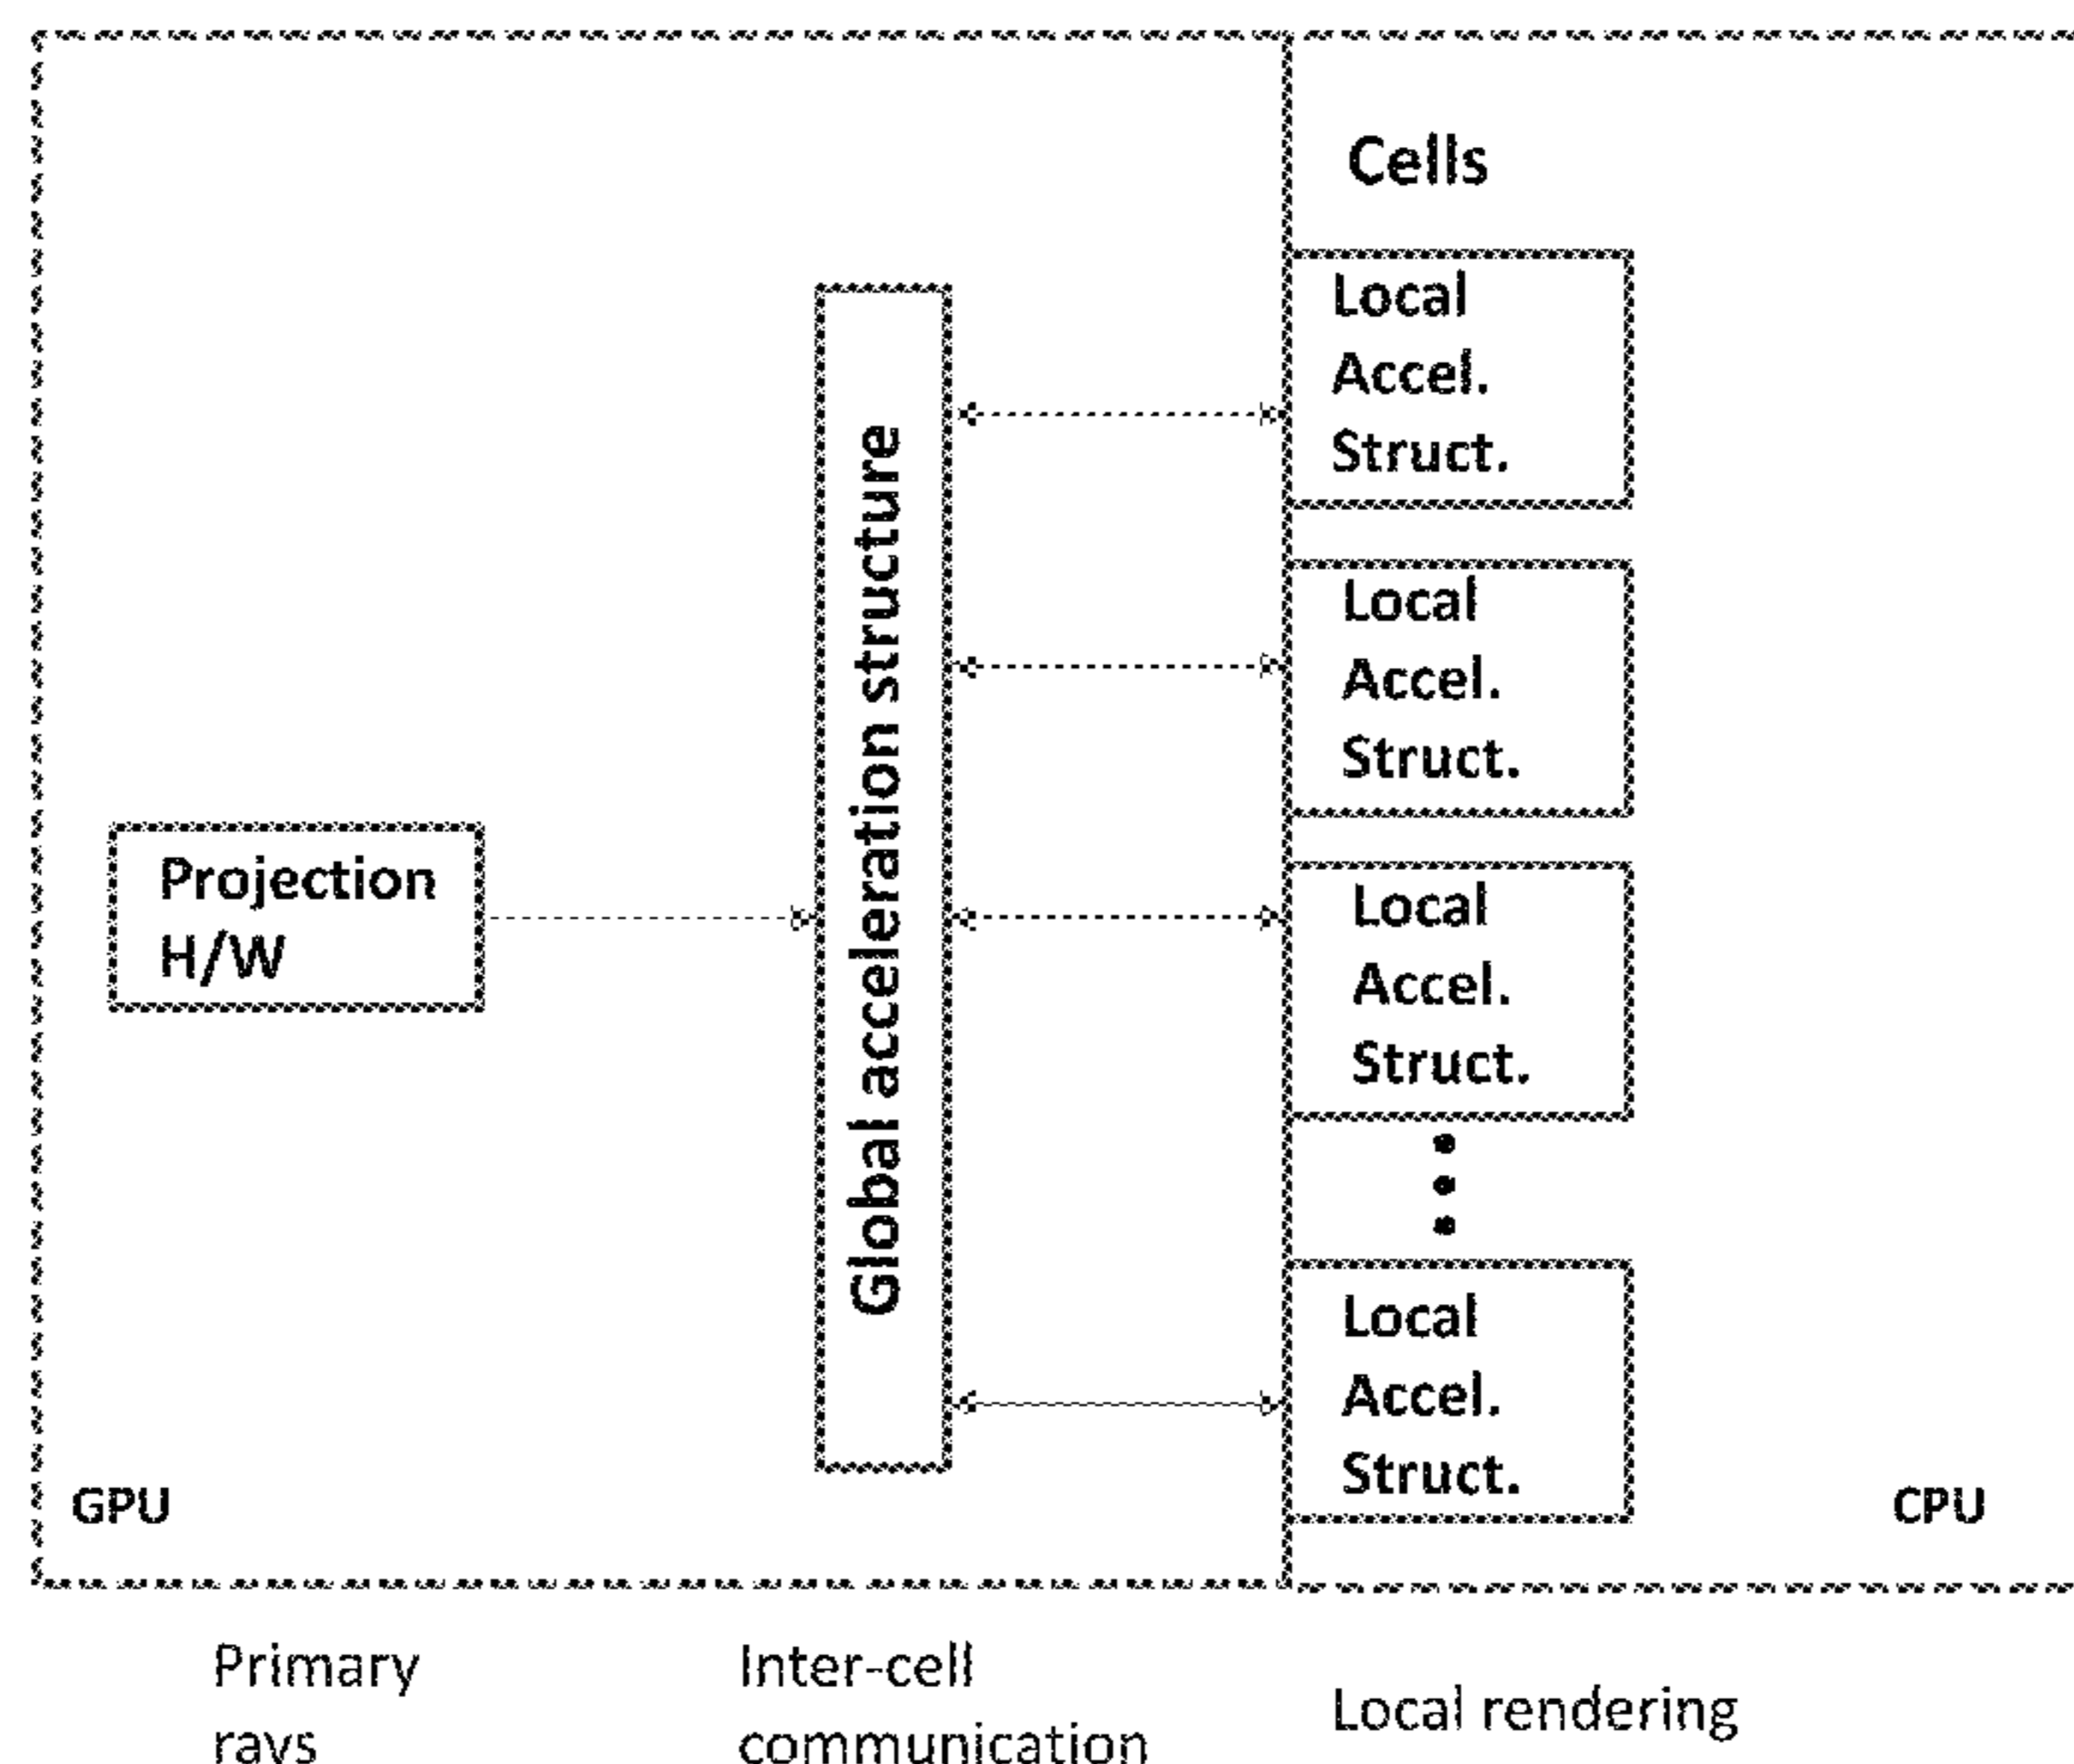 Cells
Local
Accel.
Struct.
Local
Accel.
Struct.
Projection
H/W
Global acceleration structure
Local
Accel.
Struct.
Local
Accel.
Struct.
GPU
CPU
Primary
rays
Inter-cell
communication
Local rendering